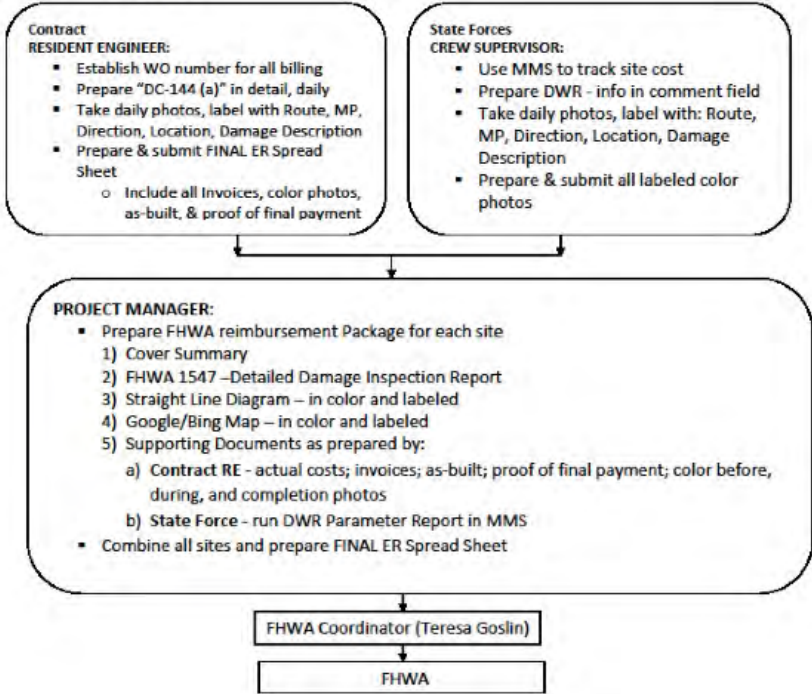 Contract
RESIDENT ENGINEER:
▪ Establish WO number for all billing
▪ Prepare “DC-144 (a)” in detail, daily
▪ Take daily photos, label with Route, MP,
Direction, Location, Damage Description
▪ Prepare & submit FINAL ER Spread
Sheet
o Include all Invoices, color photos,
as-built, & proof of final payment
State Forces
CREW SUPERVISOR:
▪ Use MMS to track site cost
▪ Prepare DWR - info in comment field
▪ Take daily photos, label with: Route,
MP, Direction, Location, Damage
Description
▪ Prepare & submit all labeled color
photos
PROJECT MANAGER:
▪ Prepare FHWA reimbursement Package for each site
1) Cover Summary
2) FHWA 1547 –Detailed Damage Inspection Report
3) Straight Line Diagram – in color and labeled
4) Google/Bing Map – in color and labeled
5) Supporting Documents as prepared by:
a) Contract RE - actual costs; invoices; as-built; proof of final payment; color before,
during, and completion photos
b) State Force - run DWR Parameter Report in MMS
▪ Combine all sites and prepare FINAL ER Spread Sheet
FHWA Coordinator (Teresa Goslin)
FHWA